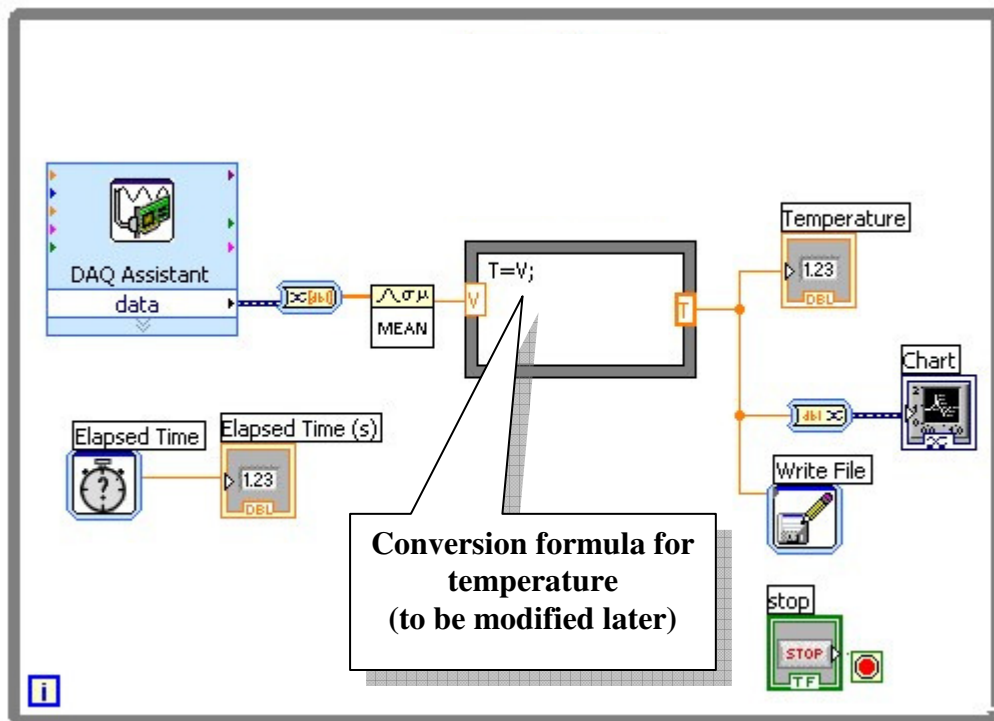 DAQ Assistant
data
MEAN
V
T=V;
T
Temperature
1.23
DBL
Chart
Elapsed Time
?
Elapsed Time (s)
1.23
DBL
Write File
Conversion formula for
temperature
(to be modified later)
stop
STOP
TF
i